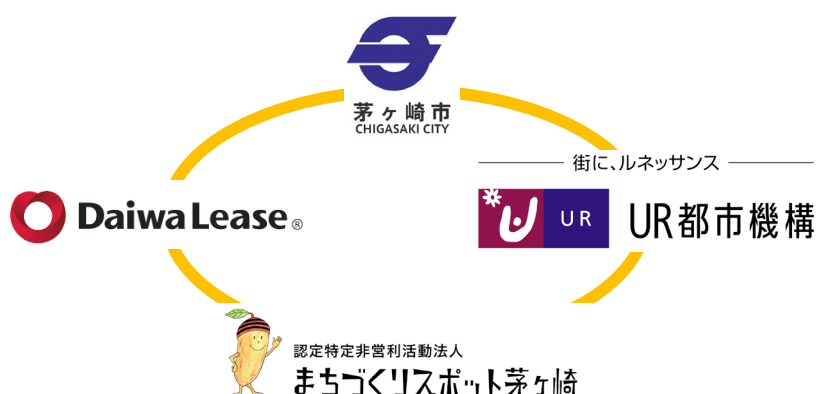 茅ヶ崎市
CHIGASAKI CITY
街に、ルネッサンス
Daiwa Lease ®
UR UR都市機構
認定特定非営利活動法人
まちづくりスポット茅ヶ崎